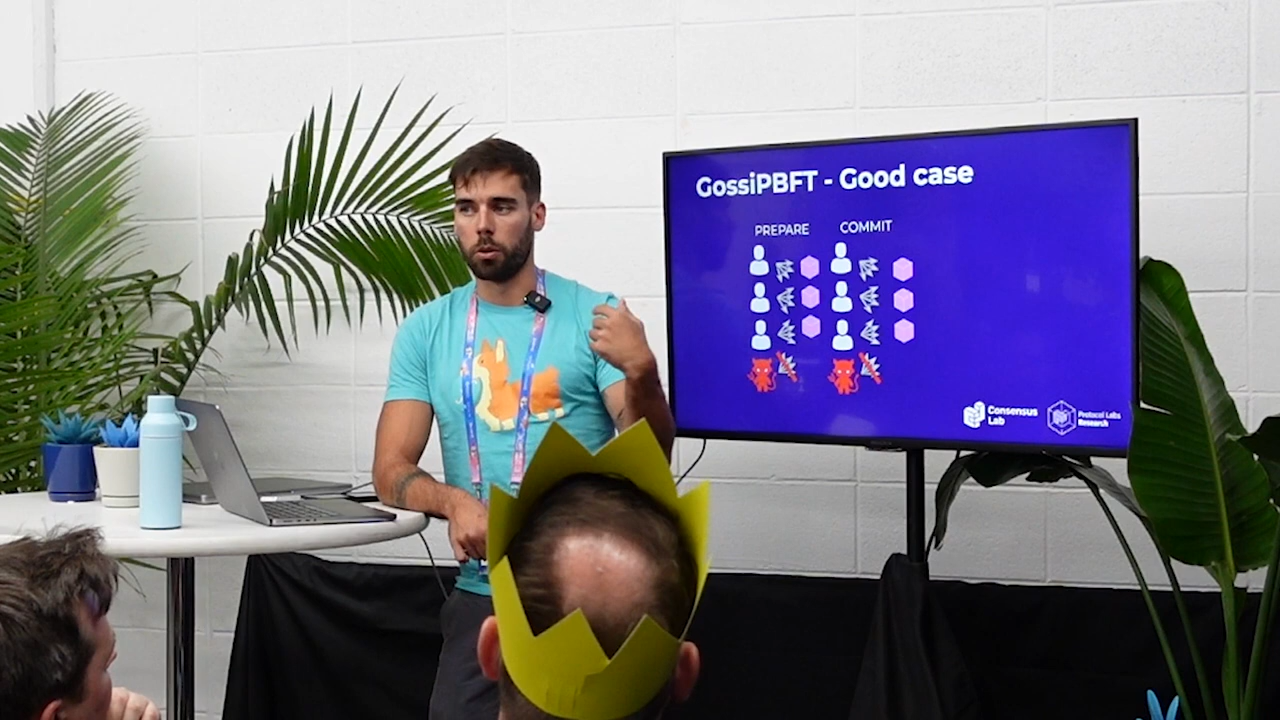 GossiPBFT - Good case
PREPARE COMMIT
Consensus
Lab
Protocol Labs
Research